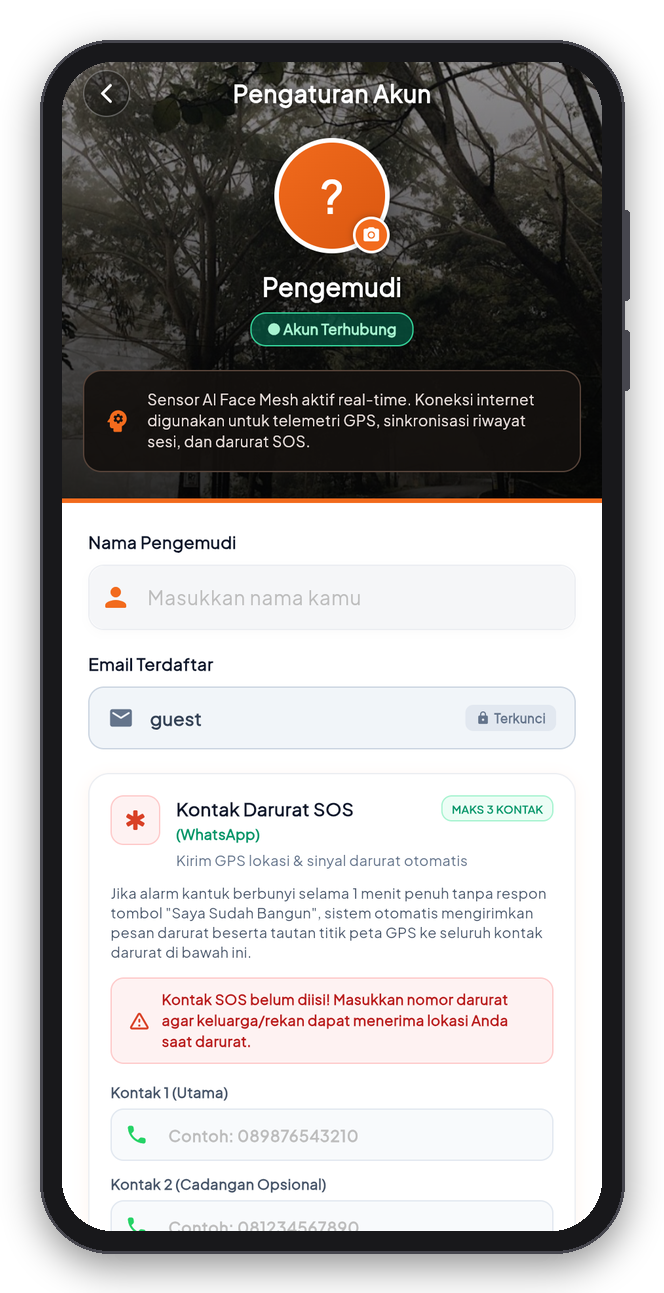 Pengaturan Akun
?
Pengemudi
Akun Terhubung
Sensor AI Face Mesh aktif real-time. Koneksi internet
digunakan untuk telemetri GPS, sinkronisasi riwayat
sesi, dan darurat SOS.
Nama Pengemudi
Masukkan nama kamu
Email Terdaftar
guest
Terkunci
Kontak Darurat SOS
MAKS 3 KONTAK
(WhatsApp)
Kirim GPS lokasi & sinyal darurat otomatis
Jika alarm kantuk berbunyi selama 1 menit penuh tanpa respon
tombol "Saya Sudah Bangun", sistem otomatis mengirimkan
pesan darurat beserta tautan titik peta GPS ke seluruh kontak
darurat di bawah ini.
Kontak SOS belum diisi! Masukkan nomor darurat
agar keluarga/rekan dapat menerima lokasi Anda
saat darurat.
Kontak 1 (Utama)
Contoh: 089876543210
Kontak 2 (Cadangan Opsional)
Contoh: 081234567890